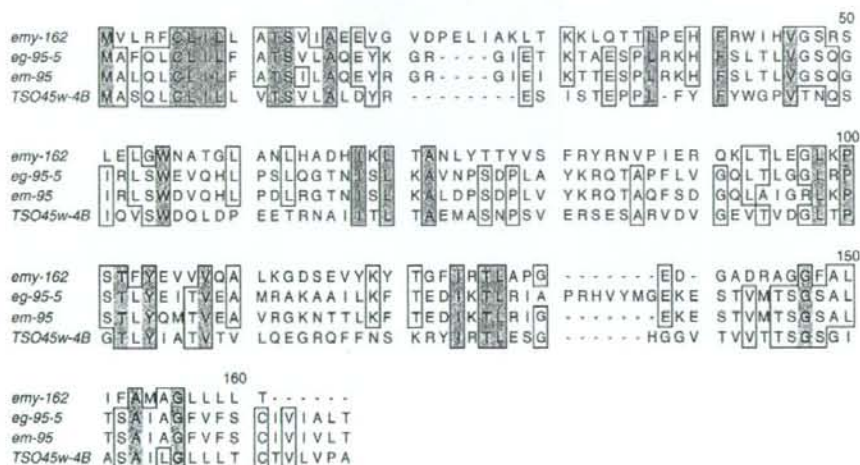 50
emy-162 MVLRFCLILL ATSVIAEEVG VDPELIAKLT KKLQTTLPEH FRWIHVGSRS
eg-95-5 MAFQLCLILF ATSVLAQEYK GR----GIET KTAESPLRKH FSLTLVGSQG
em-95 MAFQLCLILF ATSILAQEYR GR----GIEI KTTESPLRKH FSLTLVGSQG
TSO45w-4B MASQLCLILL VTSVLALDYR --------ES ISTEPPL-FY FYWGPVTNQS
100
emy-162 LELGWNATGL ANLHADHIKL TANLYTTYVS FRYRNVPIER QKLTLEGLKP
eg-95-5 IRLSWEVQHL PSLQGTNISL KAVNPSDPLA YKRQTAPFLV GQLLGGLRP
em-95 IRLSWDVQHL PDLRGTNISL KALDPSDPLV YKRQTAQFSD GQLAIGRLKP
TSO45w-4B IQVSWDQLDP EETRNAIITL TAEMASNPSV ERSESARVDV GEVTVDGLTP
150
emy-162 STFYEVVVQA LKGDSEVYKY TGFIRTLAPG -------ED- GADRAGGFAL
eg-95-5 STLYEITVEA MRAKAAILKF TEDIKTLRIA PRHVYMGEKE STVMTSGSAL
em-95 STLYQMTVEA VRGKNTTLKF TEDIKTLRIG -------EKE STVMTSGSAL
TSO45w-4B GTLYIATVTV LQEGRQFFNS KRYIRTLESG -------HGGV TVVTTSGSGI
160
emy-162 IFAMAGLLLL T------
eg-95-5 TSAIAGFVFS CIVIALT
em-95 TSAIAGFVFS CIVIVLT
TSO45w-4B ASAILGLLLT CTVLVPA